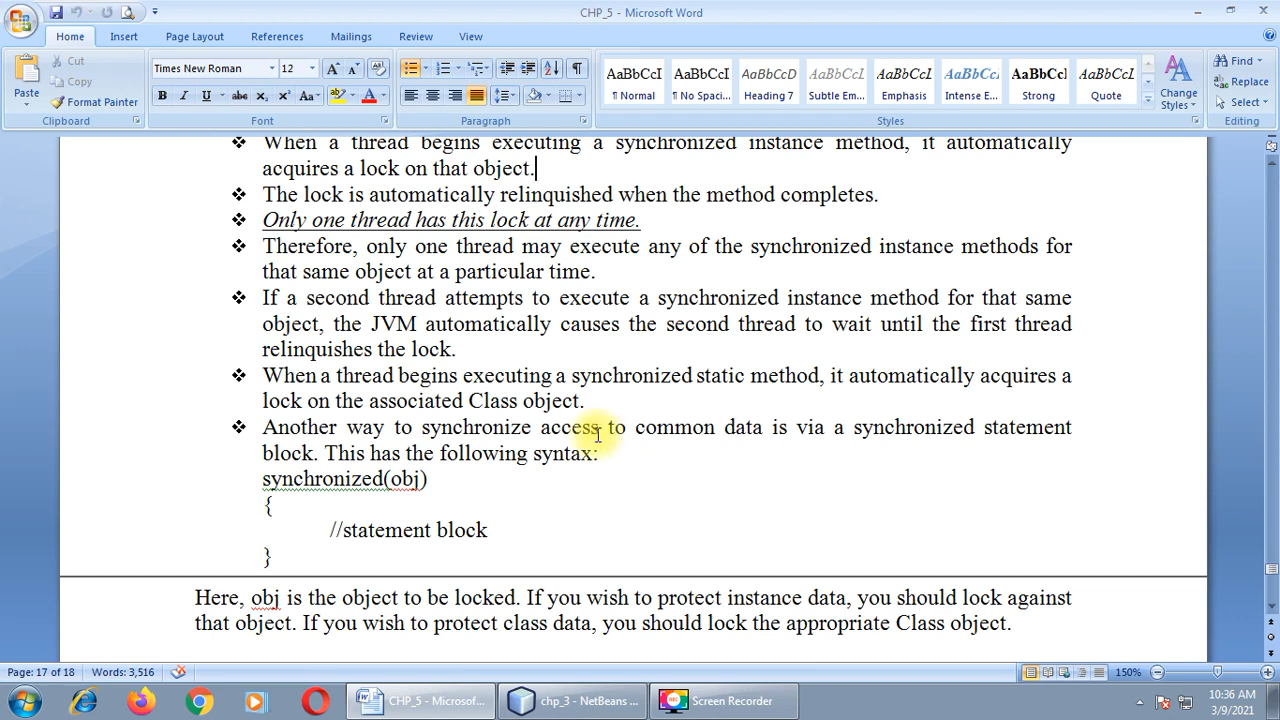 CHP_5 - Microsoft Word
Home Insert Page Layout References Mailings Review View
Paste
Cut
Copy
Format Painter
Clipboard
Times New Roman 12
Font
Paragraph
AaBbCcI AaBbCcI AaBbCcD AaBbCcI AaBbCcI AaBbCcI AaBbCcI AaBbCcI
¶ Normal ¶ No Spaci... Heading 7 Subtle Em... Emphasis Intense E... Strong Quote
Change Styles
Styles
Find
Replace
Select
Editing
❖ When a thread begins executing a synchronized instance method, it automatically
acquires a lock on that object.
❖ The lock is automatically relinquished when the method completes.
❖ Only one thread has this lock at any time.
❖ Therefore, only one thread may execute any of the synchronized instance methods for
that same object at a particular time.
❖ If a second thread attempts to execute a synchronized instance method for that same
object, the JVM automatically causes the second thread to wait until the first thread
relinquishes the lock.
❖ When a thread begins executing a synchronized static method, it automatically acquires a
lock on the associated Class object.
❖ Another way to synchronize access to common data is via a synchronized statement
block. This has the following syntax:
synchronized(obj)
{
//statement block
}
Here, obj is the object to be locked. If you wish to protect instance data, you should lock against
that object. If you wish to protect class data, you should lock the appropriate Class object.
Page: 17 of 18 Words: 3,516 150%
CHP_5 - Microsof... chp_3 - NetBeans ... Screen Recorder
10:36 AM
3/9/2021